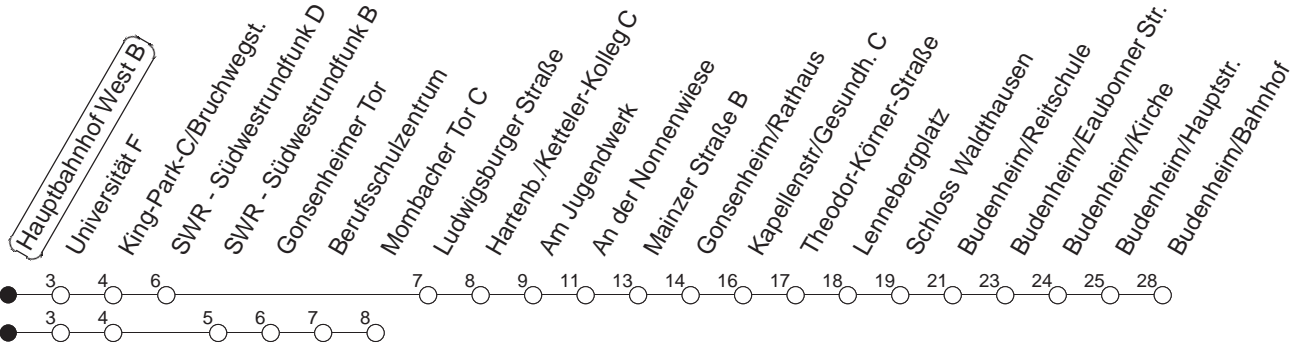 Hauptbahnhof West B
Universität F
King-Park-C/Bruchwegst.
SWR - Südwestrundfunk D
SWR - Südwestrundfunk B
Gonsenheimer Tor
Berufsschulzentrum
Mombacher Tor C
Ludwigsburger Straße
Hartenb./Ketteler-Kolleg C
Am Jugendwerk
An der Nonnenwiese
Mainzer Straße B
Gonsenheim/Rathaus
Kapellenstr/Gesundh. C
Theodor-Körner-Straße
Lennebergplatz
Schloss Waldthausen
Budenheim/Reitschule
Budenheim/Eaubonner Str.
Budenheim/Kirche
Budenheim/Hauptstr.
Budenheim/Bahnhof
3 4 6 7 8 9 11 13 14 16 17 18 19 21 23 24 25 28
3 4 5 6 7 8